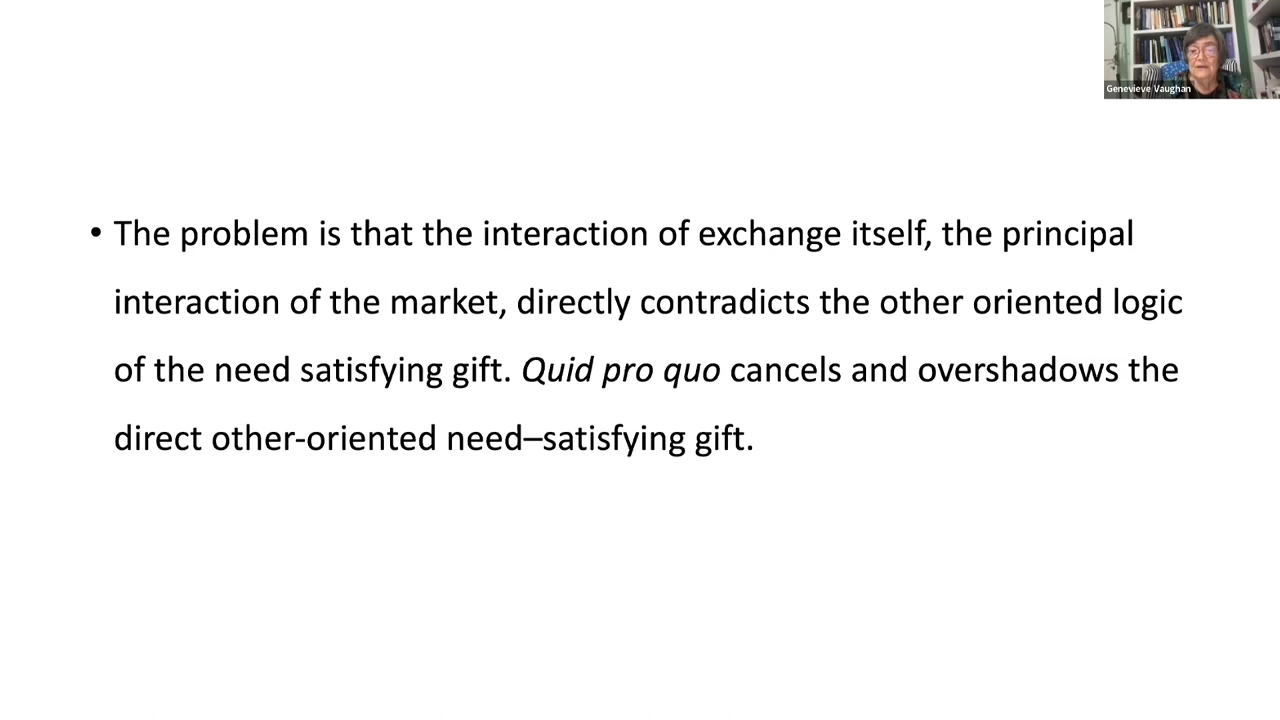 Genevieve Vaughan
• The problem is that the interaction of exchange itself, the principal
interaction of the market, directly contradicts the other oriented logic
of the need satisfying gift. Quid pro quo cancels and overshadows the
direct other-oriented need–satisfying gift.